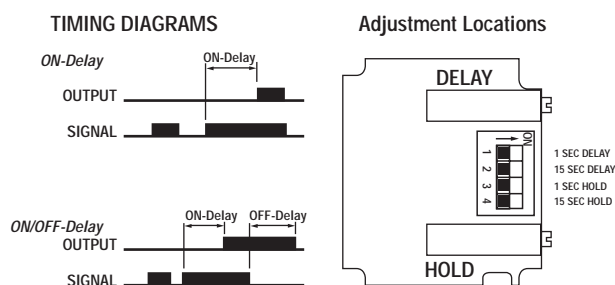 TIMING DIAGRAMS
ON-Delay
ON-Delay
OUTPUT
SIGNAL
ON/OFF-Delay
ON-Delay
OFF-Delay
OUTPUT
SIGNAL
Adjustment Locations
DELAY
ON
1
2
3
4
1 SEC DELAY
15 SEC DELAY
1 SEC HOLD
15 SEC HOLD
HOLD